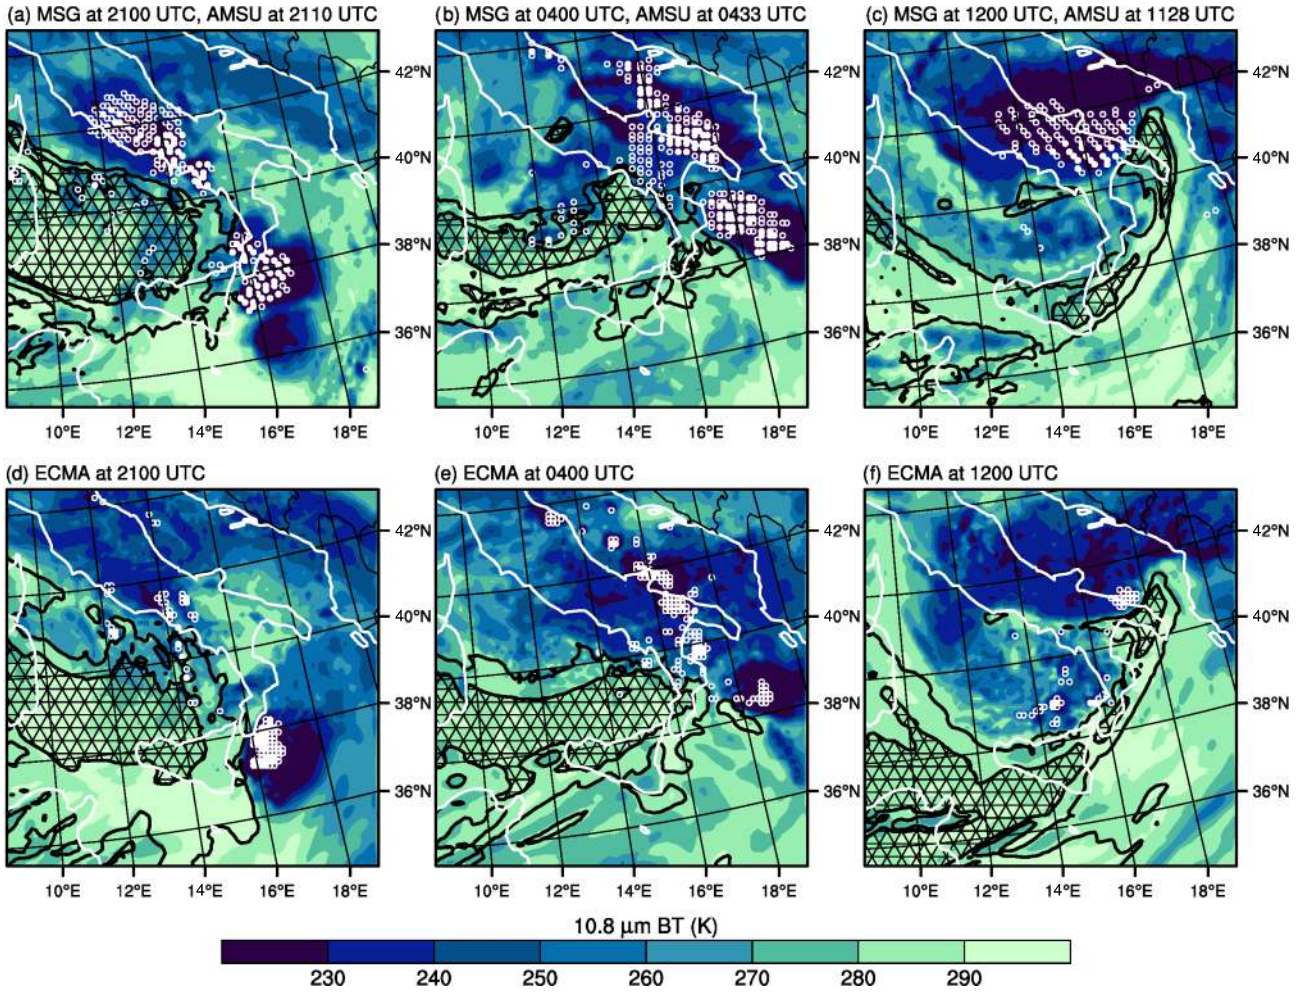 (a) MSG at 2100 UTC, AMSU at 2110 UTC
(b) MSG at 0400 UTC, AMSU at 0433 UTC
(c) MSG at 1200 UTC, AMSU at 1128 UTC
42°N 42°N 42°N
40°N 40°N 40°N
38°N 38°N 38°N
36°N 36°N 36°N
10°E 12°E 14°E 16°E 18°E 10°E 12°E 14°E 16°E 18°E 10°E 12°E 14°E 16°E 18°E
(d) ECMA at 2100 UTC
(e) ECMA at 0400 UTC
(f) ECMA at 1200 UTC
42°N 42°N 42°N
40°N 40°N 40°N
38°N 38°N 38°N
36°N 36°N 36°N
10°E 12°E 14°E 16°E 18°E 10°E 12°E 14°E 16°E 18°E 10°E 12°E 14°E 16°E 18°E
10.8 μm BT (K)
230 240 250 260 270 280 290